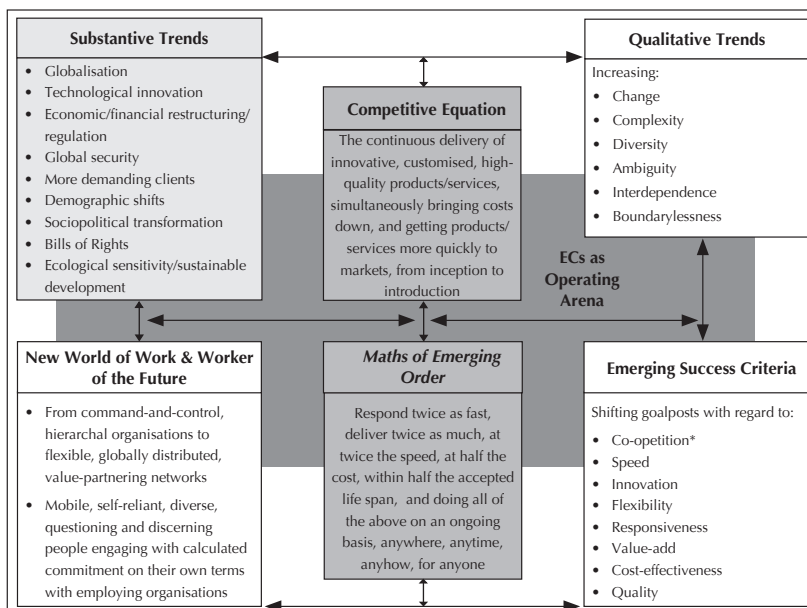 Substantive Trends
• Globalisation
• Technological innovation
• Economic/financial restructuring/
regulation
• Global security
• More demanding clients
• Demographic shifts
• Sociopolitical transformation
• Bills of Rights
• Ecological sensitivity/sustainable
development
Competitive Equation
The continuous delivery of
innovative, customised, high-
quality products/services,
simultaneously bringing costs
down, and getting products/
services more quickly to
markets, from inception to
introduction
Qualitative Trends
Increasing:
• Change
• Complexity
• Diversity
• Ambiguity
• Interdependence
• Boundarylessness
ECs as
Operating
Arena
New World of Work & Worker
of the Future
• From command-and-control,
hierarchal organisations to
flexible, globally distributed,
value-partnering networks
• Mobile, self-reliant, diverse,
questioning and discerning
people engaging with calculated
commitment on their own terms
with employing organisations
Maths of Emerging
Order
Respond twice as fast,
deliver twice as much, at
twice the speed, at half the
cost, within half the accepted
life span, and doing all of
the above on an ongoing
basis, anywhere, anytime,
anyhow, for anyone
Emerging Success Criteria
Shifting goalposts with regard to:
• Co-opetition*
• Speed
• Innovation
• Flexibility
• Responsiveness
• Value-add
• Cost-effectiveness
• Quality